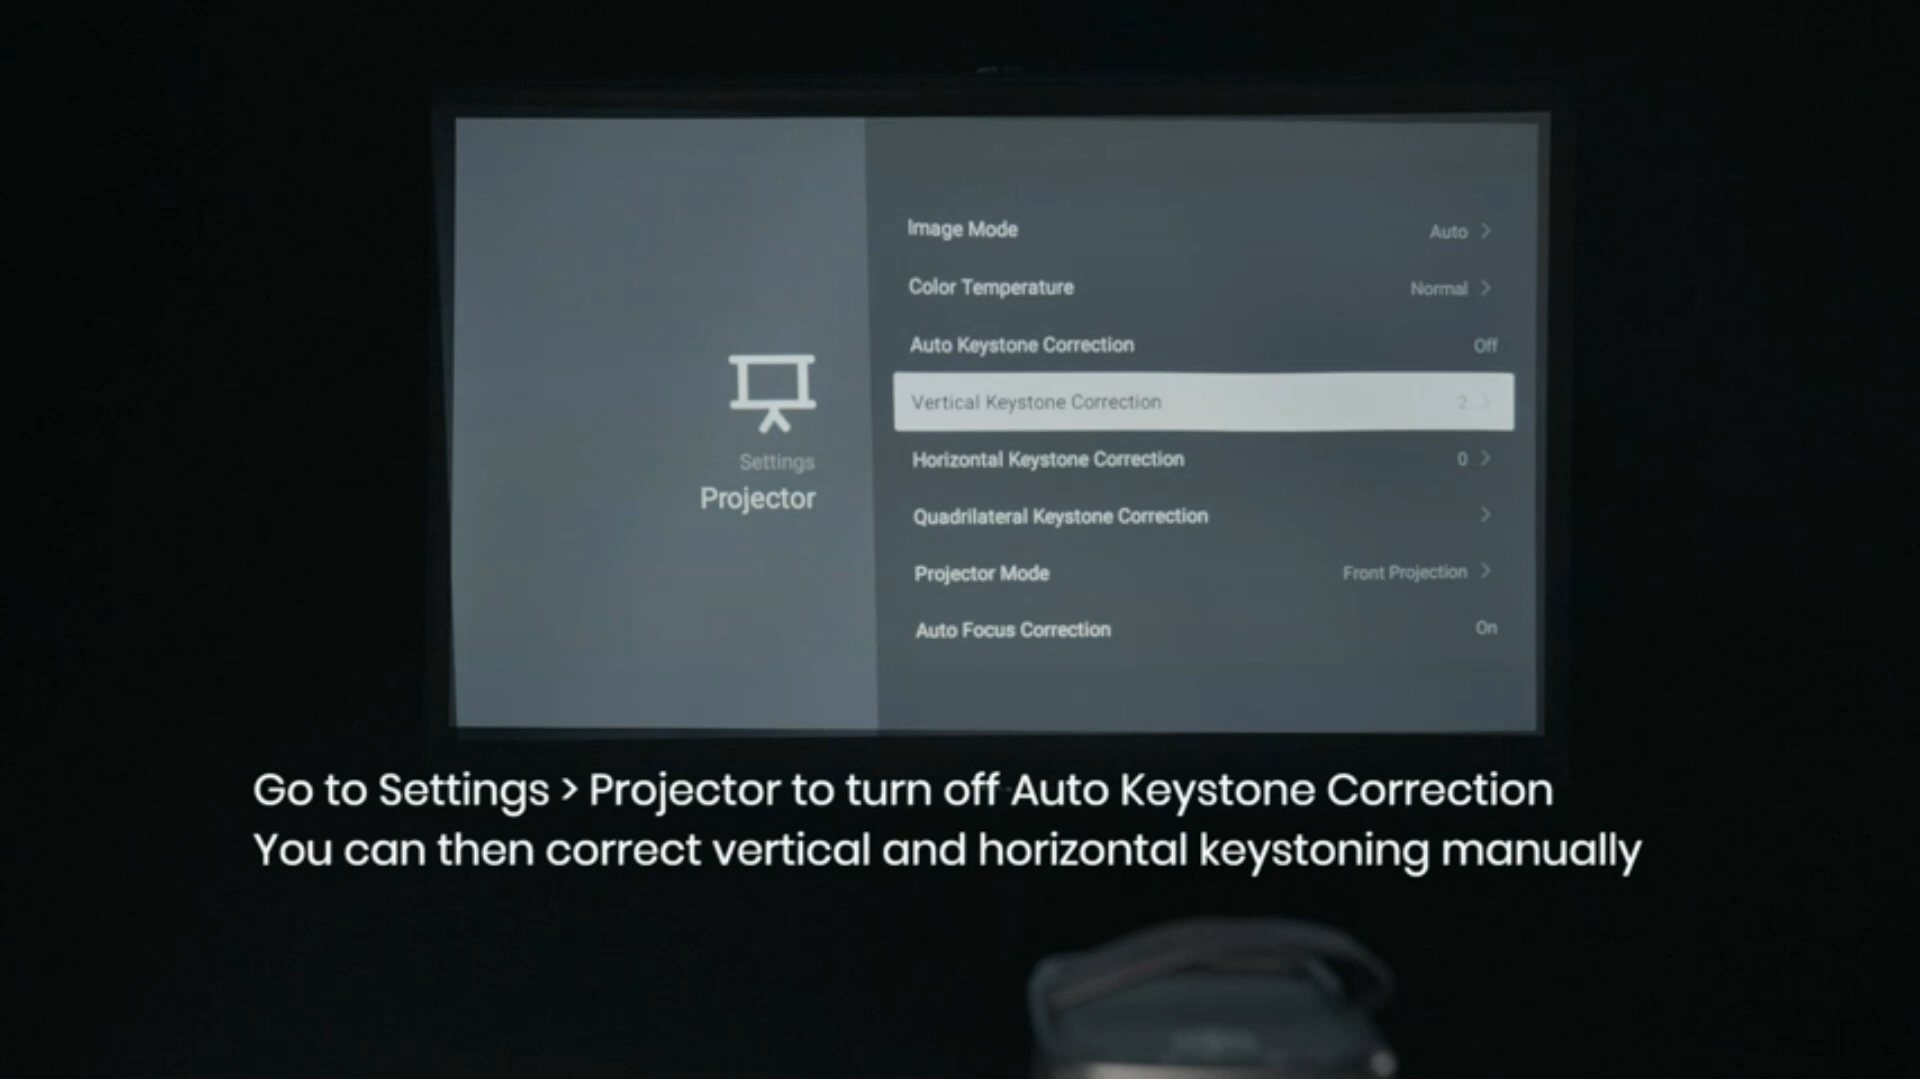 Image Mode Auto >
Color Temperature Normal >
Auto Keystone Correction Off
Vertical Keystone Correction 2 >
Horizontal Keystone Correction 0 >
Quadrilateral Keystone Correction >
Projector Mode Front Projection >
Auto Focus Correction On
Settings
Projector
Go to Settings > Projector to turn off Auto Keystone Correction
You can then correct vertical and horizontal keystoning manually